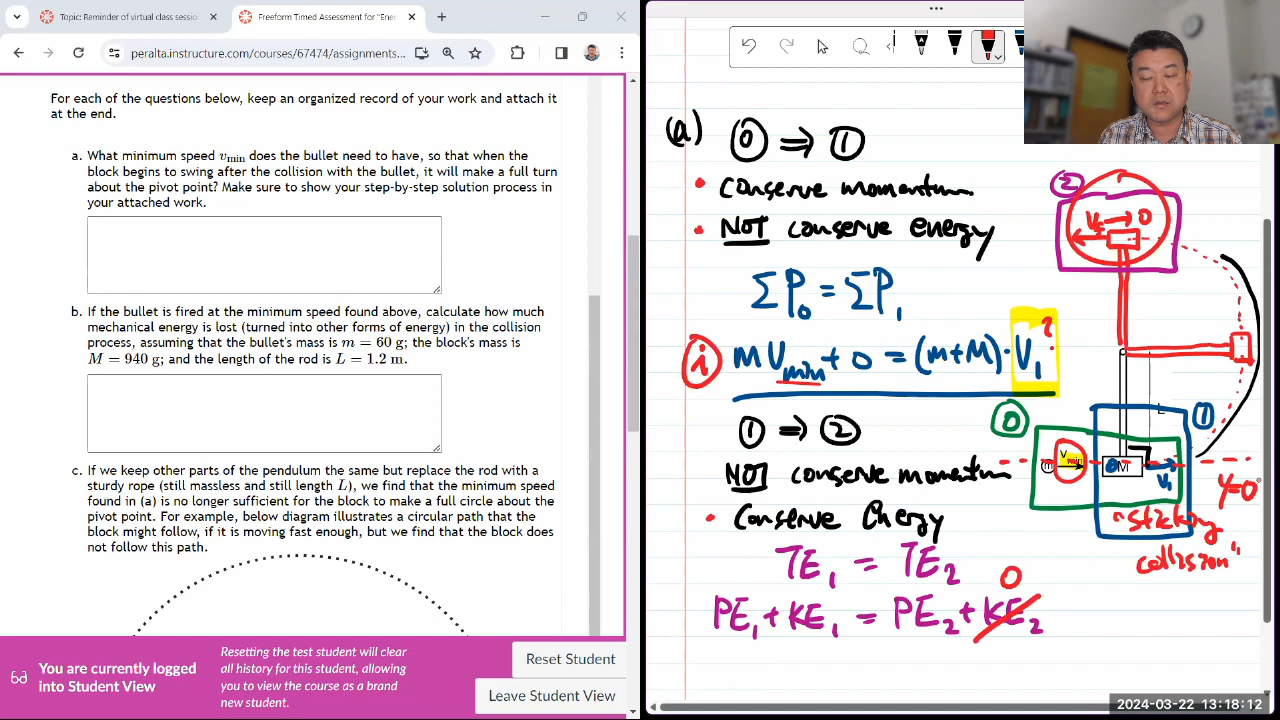 Topic: Reminder of virtual class sessi
Freeform Timed Assessment for "Ener
peralta.instructure.com/courses/67474/assignments...
For each of the questions below, keep an organized record of your work and attach it
at the end.
a. What minimum speed vmin does the bullet need to have, so that when the
block begins to swing after the collision with the bullet, it will make a full turn
about the pivot point? Make sure to show your step-by-step solution process in
your attached work.
b. If the bullet is fired at the minimum speed found above, calculate how much
mechanical energy is lost (turned into other forms of energy) in the collision
process, assuming that the bullet's mass is m = 60 g; the block's mass is
M = 940 g; and the length of the rod is L = 1.2 m.
c. If we keep other parts of the pendulum the same but replace the rod with a
sturdy rope (still massless and still length L), we find that the minimum speed
found in (a) is no longer sufficient for the block to make a full circle about the
pivot point. For example, below diagram illustrates a circular path that the
block might follow, if it is moving fast enough, but we find that the block does
not follow this path.
You are currently logged
into Student View
Resetting the test student will clear
all history for this student, allowing
you to view the course as a brand
new student.
Reset Student
Leave Student View
(a) ⓪ ⇒ ①
• Conserve momentum.
• NOT conserve energy
ΣP₀ = ΣP₁
i mVmin + 0 = (m+M)·V₁ ?
① ⇒ ②
NOT conserve momentum
• Conserve Energy
TE₁ = TE₂
PE₁ + KE₁ = PE₂ + KE₂ 0
②
V₂ → 0
L
⓪
①
m
vmin
M
V₁
y=0
"sticking
collision"
2024-03-22 13:18:12